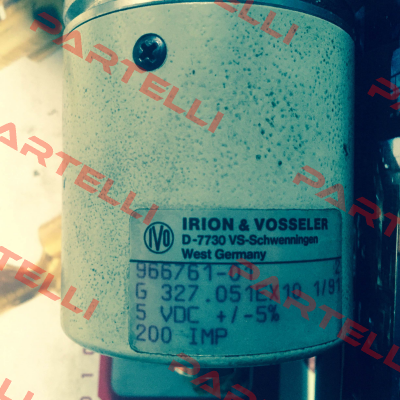 PARTELLI
PARTELLI
PARTELLI
IVO
IRION & VOSSELER
D-7730 VS-Schwenningen
West Germany
966761-01
G 327.051EX10 1/91
5 VDC +/-5%
200 IMP